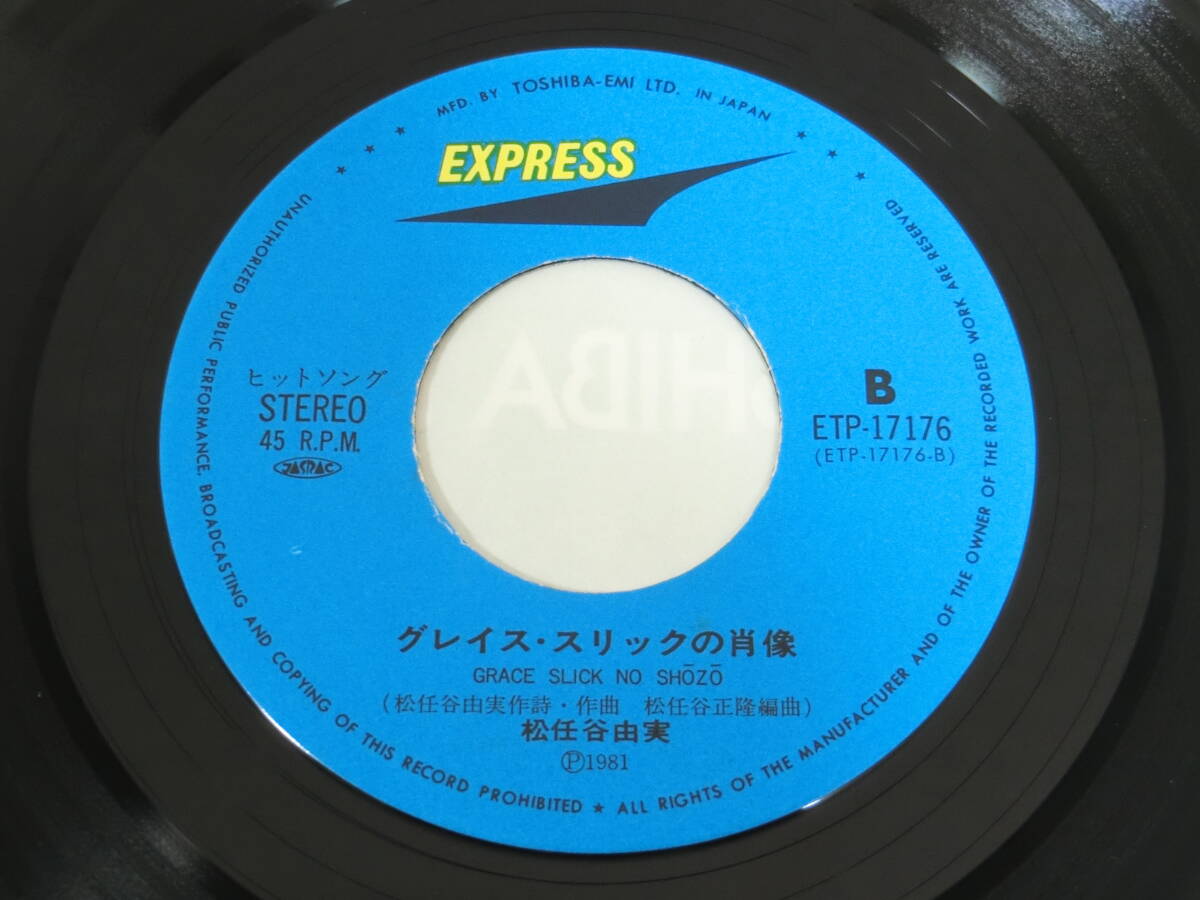 MFD. BY TOSHIBA-EMI LTD. IN JAPAN
EXPRESS
ヒットソング
STEREO
45 R.P.M.
JASRAC
B
ETP-17176
(ETP-17176-B)
HIBA
グレイス・スリックの肖像
GRACE SLICK NO SHŌZŌ
(松任谷由実作詩・作曲 松任谷正隆編曲)
松任谷由実
Ⓟ1981
UNAUTHORIZED PUBLIC PERFORMANCE, BROADCASTING AND COPYING OF THIS RECORD PROHIBITED ★ ALL RIGHTS OF THE MANUFACTURER AND OF THE OWNER OF THE RECORDED WORK ARE RESERVED